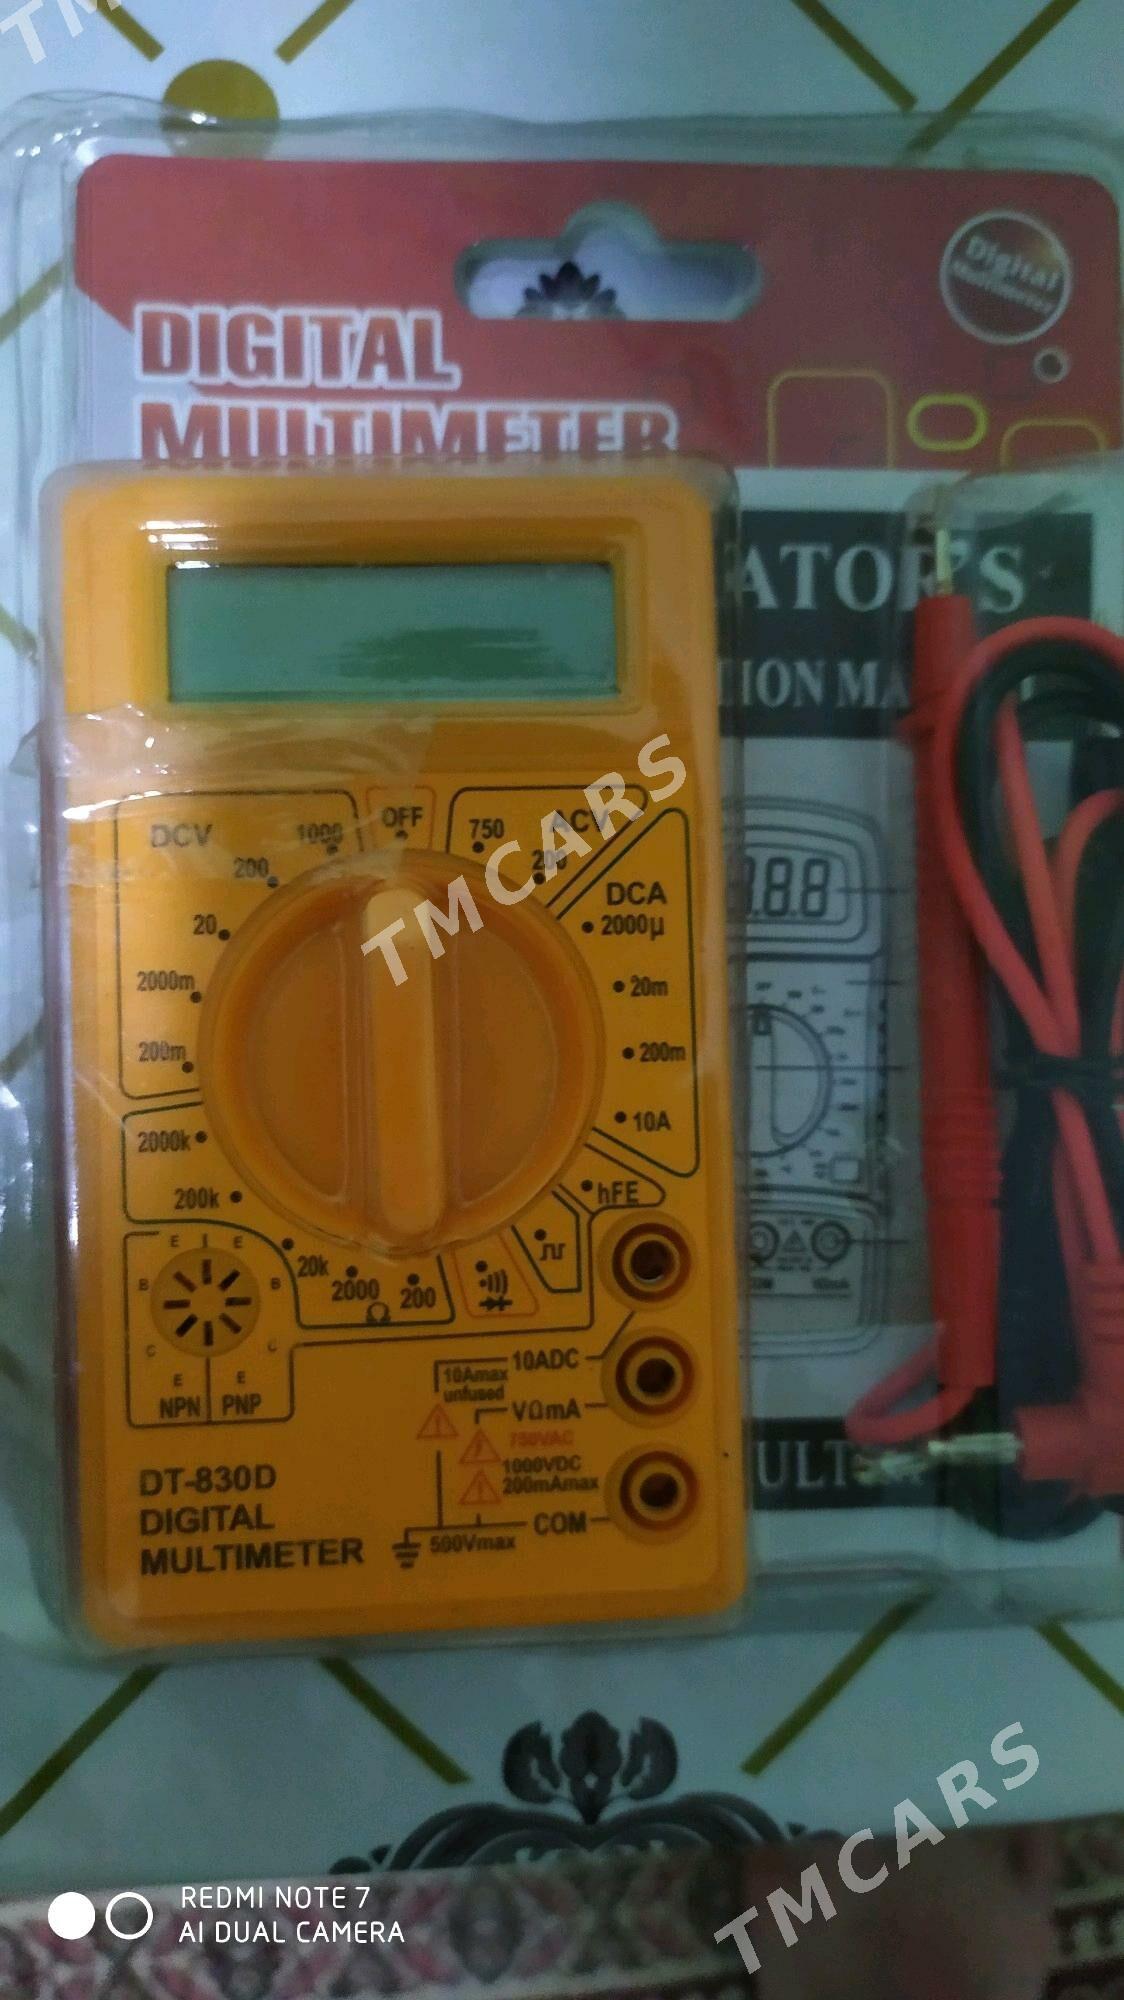 Digital
Multimeter
DIGITAL
MULTIMETER
ATOR'S
TION MA
DCV
1000
OFF
750
ACV
200
200
DCA
20
2000µ
2000m
20m
200m
200m
2000k
10A
200k
hFE
20k
2000
200
Ω
E E
B B
C C
E E
NPN PNP
10ADC
10Amax
unfused
VΩmA
750VAC
1000VDC
200mAmax
COM
500Vmax
DT-830D
DIGITAL
MULTIMETER
ULT
TMCARS
TMCARS
REDMI NOTE 7
AI DUAL CAMERA